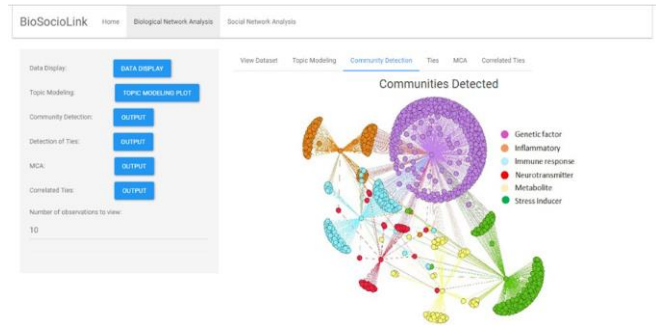 BioSocioLink Home Biological Network Analysis Social Network Analysis
Data Display: DATA DISPLAY
Topic Modeling: TOPIC MODELING PLOT
Community Detection: OUTPUT
Detection of Ties: OUTPUT
MCA: OUTPUT
Correlated Ties: OUTPUT
Number of observations to view:
10
View Dataset Topic Modeling Community Detection Ties MCA Correlated Ties
Communities Detected
Genetic factor
Inflammatory
Immune response
Neurotransmitter
Metabolite
Stress Inducer